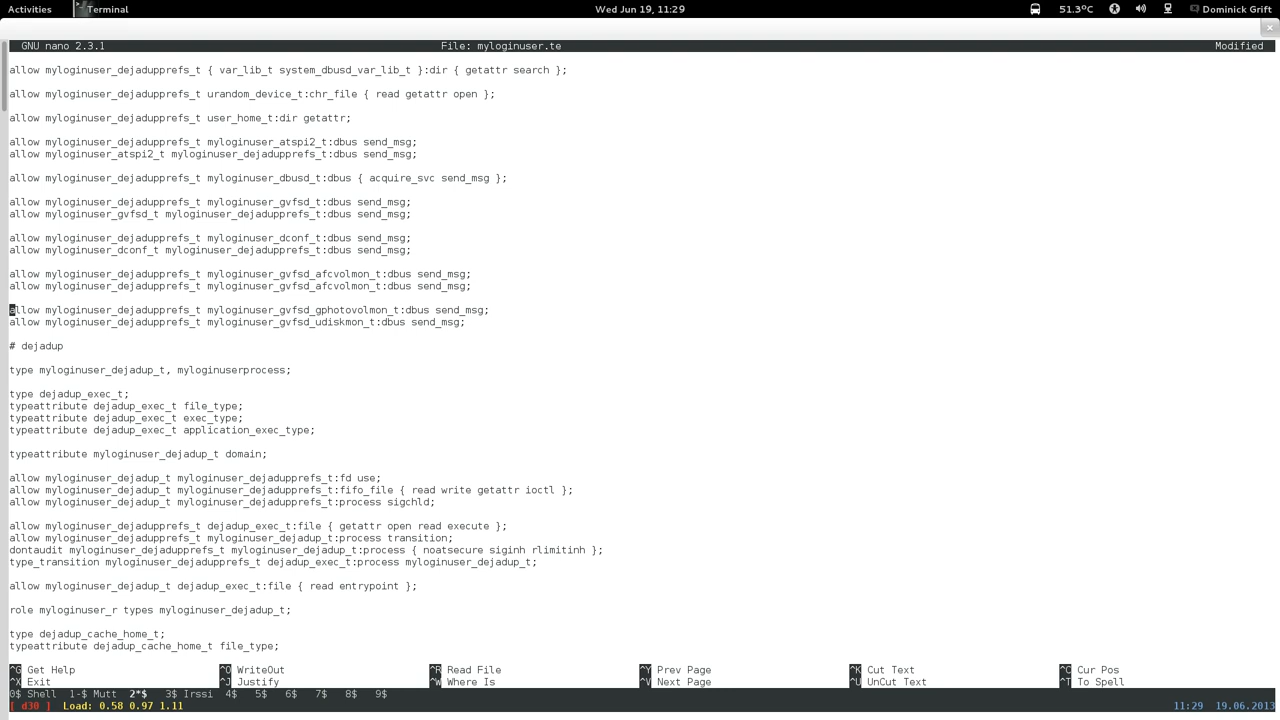 Activities Terminal Wed Jun 19, 11:29 51.3°C Dominick Grift
GNU nano 2.3.1 File: myloginuser.te Modified
allow myloginuser_dejadupprefs_t { var_lib_t system_dbusd_var_lib_t }:dir { getattr search };
allow myloginuser_dejadupprefs_t urandom_device_t:chr_file { read getattr open };
allow myloginuser_dejadupprefs_t user_home_t:dir getattr;
allow myloginuser_dejadupprefs_t myloginuser_atspi2_t:dbus send_msg;
allow myloginuser_atspi2_t myloginuser_dejadupprefs_t:dbus send_msg;
allow myloginuser_dejadupprefs_t myloginuser_dbusd_t:dbus { acquire_svc send_msg };
allow myloginuser_dejadupprefs_t myloginuser_gvfsd_t:dbus send_msg;
allow myloginuser_gvfsd_t myloginuser_dejadupprefs_t:dbus send_msg;
allow myloginuser_dejadupprefs_t myloginuser_dconf_t:dbus send_msg;
allow myloginuser_dconf_t myloginuser_dejadupprefs_t:dbus send_msg;
allow myloginuser_dejadupprefs_t myloginuser_gvfsd_afcvolmon_t:dbus send_msg;
allow myloginuser_dejadupprefs_t myloginuser_gvfsd_afcvolmon_t:dbus send_msg;
allow myloginuser_dejadupprefs_t myloginuser_gvfsd_gphotovolmon_t:dbus send_msg;
allow myloginuser_dejadupprefs_t myloginuser_gvfsd_udiskmon_t:dbus send_msg;
# dejadup
type myloginuser_dejadup_t, myloginuserprocess;
type dejadup_exec_t;
typeattribute dejadup_exec_t file_type;
typeattribute dejadup_exec_t exec_type;
typeattribute dejadup_exec_t application_exec_type;
typeattribute myloginuser_dejadup_t domain;
allow myloginuser_dejadup_t myloginuser_dejadupprefs_t:fd use;
allow myloginuser_dejadup_t myloginuser_dejadupprefs_t:fifo_file { read write getattr ioctl };
allow myloginuser_dejadup_t myloginuser_dejadupprefs_t:process sigchld;
allow myloginuser_dejadupprefs_t dejadup_exec_t:file { getattr open read execute };
allow myloginuser_dejadupprefs_t myloginuser_dejadup_t:process transition;
dontaudit myloginuser_dejadupprefs_t myloginuser_dejadup_t:process { noatsecure siginh rlimitinh };
type_transition myloginuser_dejadupprefs_t dejadup_exec_t:process myloginuser_dejadup_t;
allow myloginuser_dejadup_t dejadup_exec_t:file { read entrypoint };
role myloginuser_r types myloginuser_dejadup_t;
type dejadup_cache_home_t;
typeattribute dejadup_cache_home_t file_type;
^G Get Help ^O WriteOut ^R Read File ^Y Prev Page ^K Cut Text ^C Cur Pos
^X Exit ^J Justify ^W Where Is ^V Next Page ^U UnCut Text ^T To Spell
0$ Shell 1-$ Mutt 2*$ 3$ Irssi 4$ 5$ 6$ 7$ 8$ 9$
[ d30 ] Load: 0.58 0.97 1.11 11:29 19.06.2013